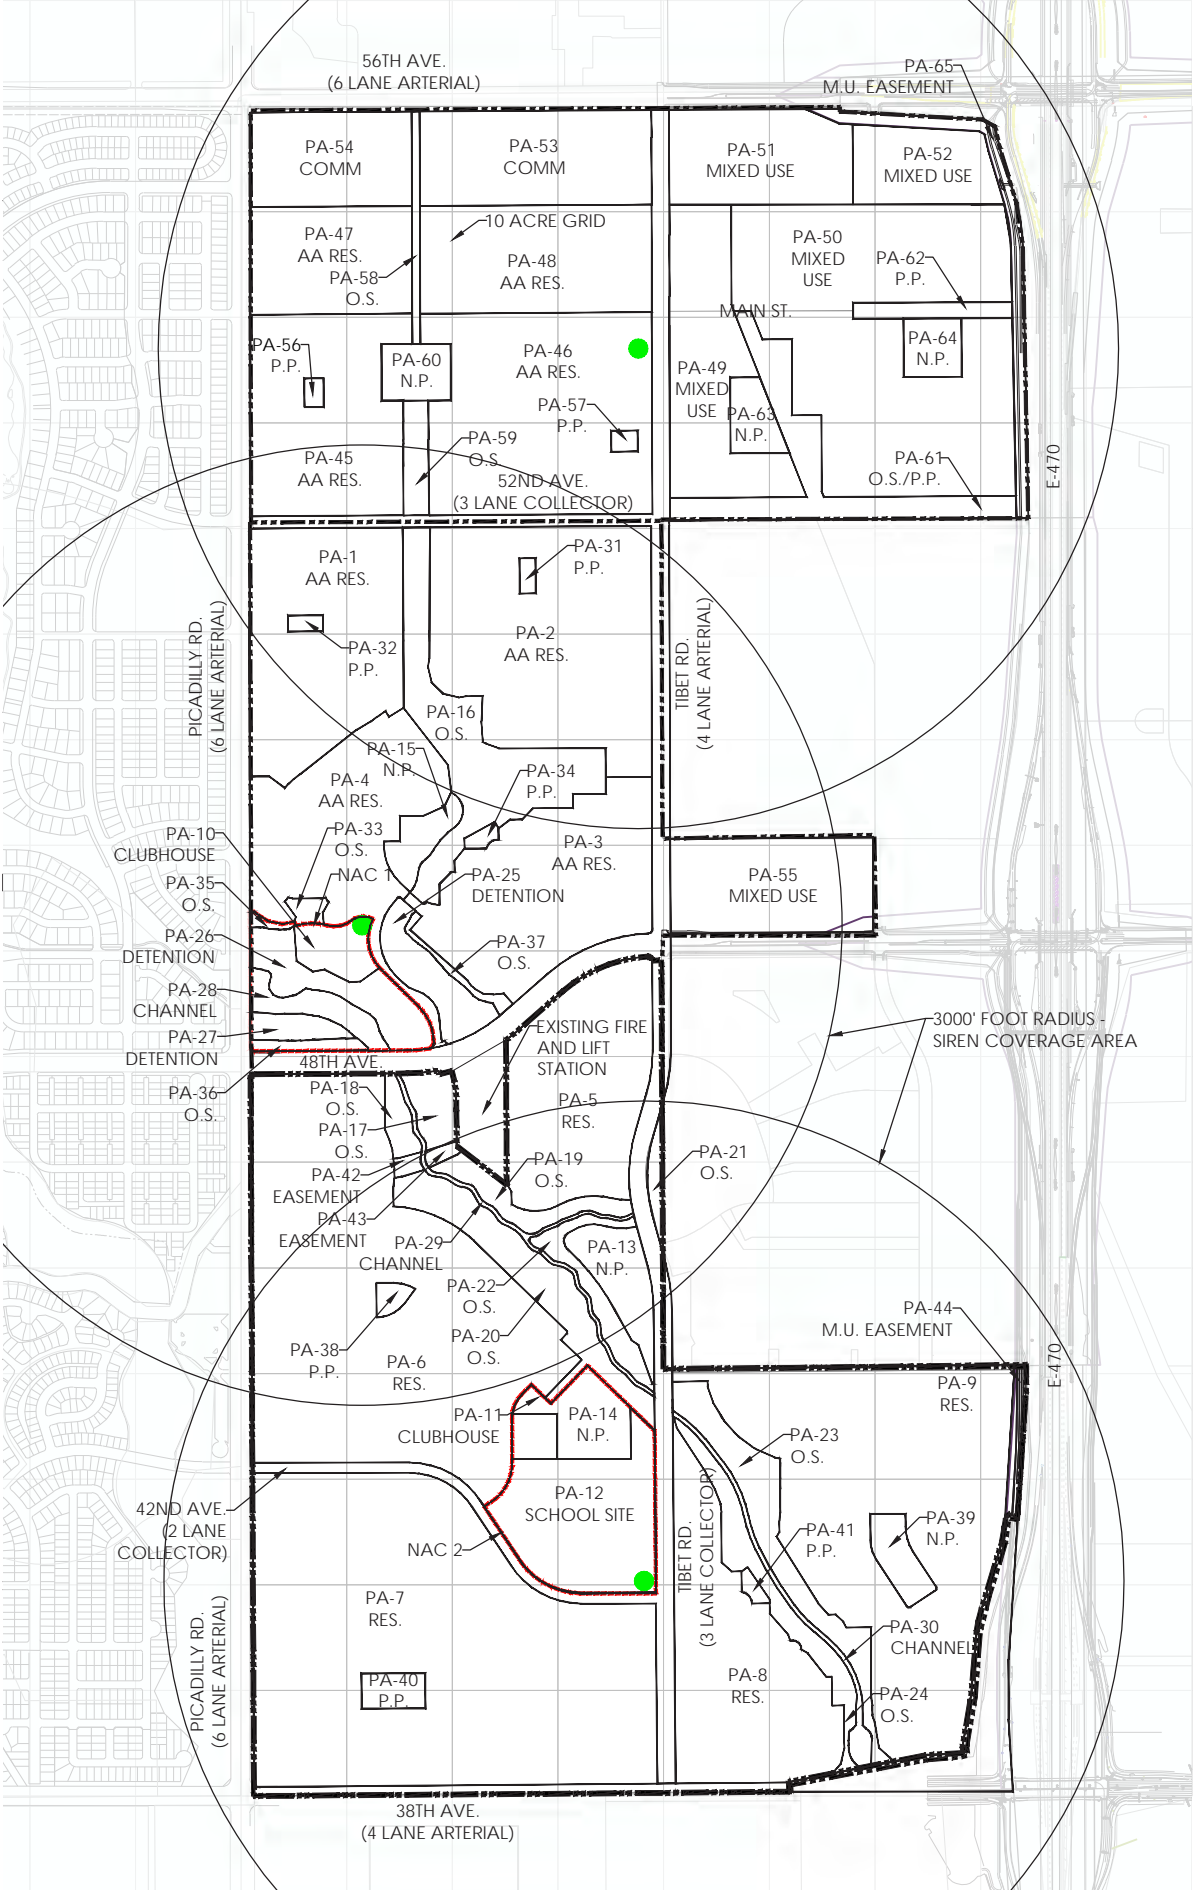 56TH AVE.
(6 LANE ARTERIAL)
PA-65
M.U. EASEMENT
PA-54
COMM
PA-53
COMM
PA-51
MIXED USE
PA-52
MIXED USE
10 ACRE GRID
PA-47
AA RES.
PA-58
O.S.
PA-48
AA RES.
PA-50
MIXED
USE
PA-62
P.P.
MAIN ST.
PA-56
P.P.
PA-60
N.P.
PA-46
AA RES.
PA-64
N.P.
PA-49
MIXED
USE
PA-57
P.P.
PA-63
N.P.
PA-59
O.S.
PA-45
AA RES.
52ND AVE.
(3 LANE COLLECTOR)
PA-61
O.S./P.P.
E-470
PA-1
AA RES.
PA-31
P.P.
PA-32
P.P.
PA-2
AA RES.
PICADILLY RD.
(6 LANE ARTERIAL)
TIBET RD.
(4 LANE ARTERIAL)
PA-16
O.S.
PA-15
N.P.
PA-4
AA RES.
PA-34
P.P.
PA-10
CLUBHOUSE
PA-33
O.S.
PA-3
AA RES.
NAC 1
PA-25
DETENTION
PA-55
MIXED USE
PA-35
O.S.
PA-26
DETENTION
PA-37
O.S.
PA-28
CHANNEL
PA-27
DETENTION
EXISTING FIRE
AND LIFT
STATION
3000' FOOT RADIUS -
SIREN COVERAGE AREA
48TH AVE.
PA-36
O.S.
PA-18
O.S.
PA-17
O.S.
PA-5
RES.
PA-42
EASEMENT
PA-19
O.S.
PA-21
O.S.
PA-43
EASEMENT
PA-29
CHANNEL
PA-13
N.P.
PA-22
O.S.
PA-20
O.S.
PA-44
M.U. EASEMENT
PA-38
P.P.
PA-6
RES.
E-470
PA-9
RES.
PA-11
CLUBHOUSE
PA-14
N.P.
PA-23
O.S.
PA-12
SCHOOL SITE
42ND AVE.
(2 LANE
COLLECTOR)
NAC 2
TIBET RD.
(3 LANE COLLECTOR)
PA-41
P.P.
PA-39
N.P.
PA-7
RES.
PICADILLY RD.
(6 LANE ARTERIAL)
PA-30
CHANNEL
PA-40
P.P.
PA-8
RES.
PA-24
O.S.
38TH AVE.
(4 LANE ARTERIAL)